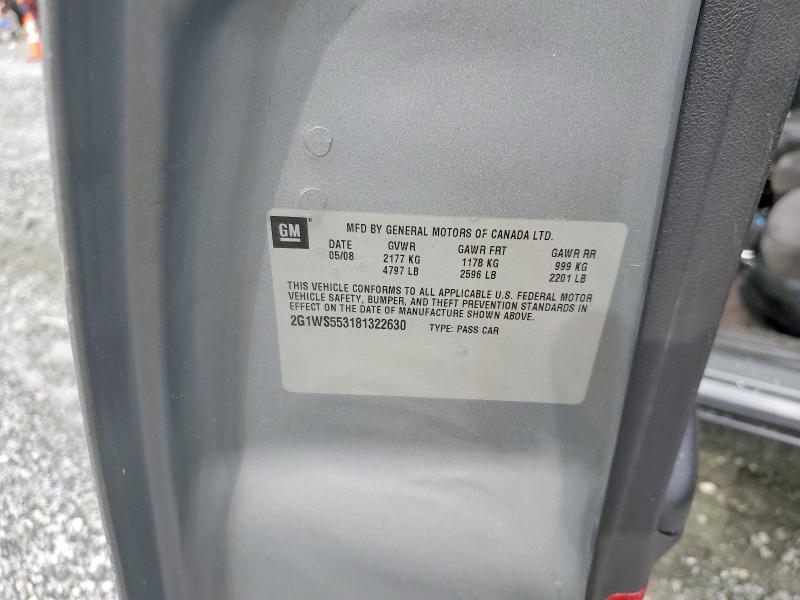 GM
MFD BY GENERAL MOTORS OF CANADA LTD.
DATE GVWR GAWR FRT GAWR RR
05/08 2177 KG 1178 KG 999 KG
4797 LB 2596 LB 2201 LB
THIS VEHICLE CONFORMS TO ALL APPLICABLE U.S. FEDERAL MOTOR
VEHICLE SAFETY, BUMPER, AND THEFT PREVENTION STANDARDS IN
EFFECT ON THE DATE OF MANUFACTURE SHOWN ABOVE.
2G1WS553181322630 TYPE: PASS CAR